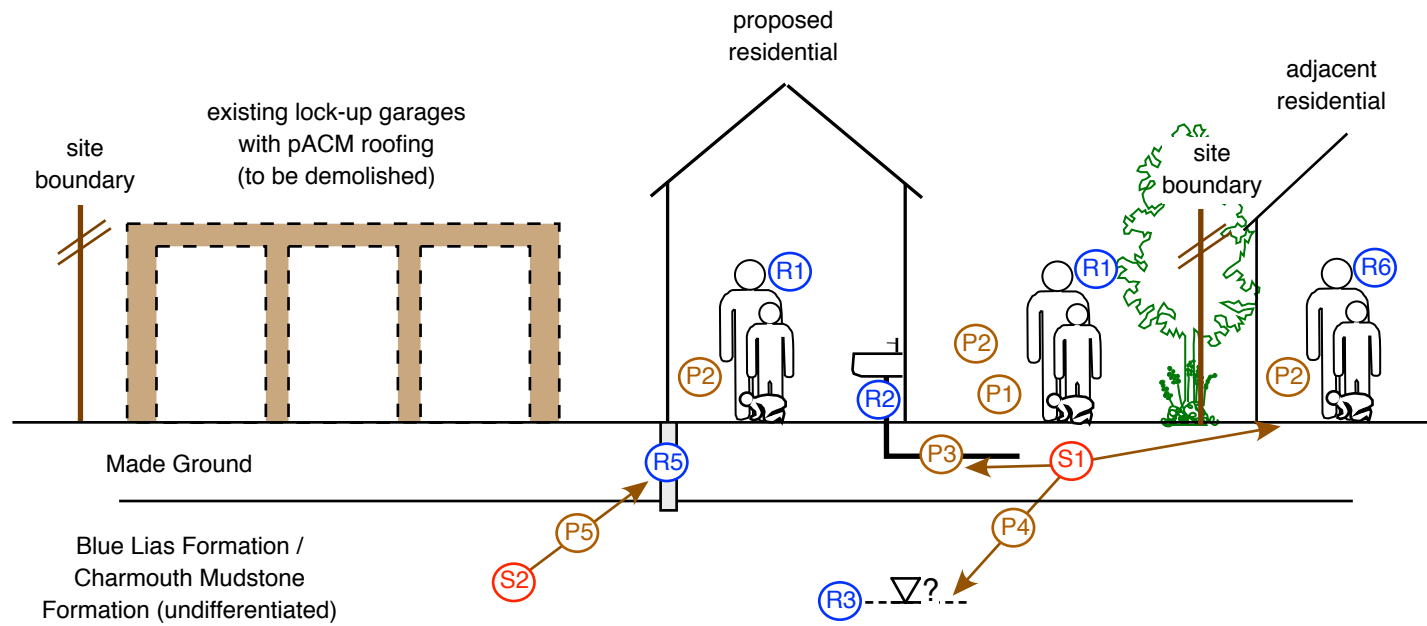 proposed
residential
adjacent
residential
existing lock-up garages
with pACM roofing
(to be demolished)
site
boundary
site
boundary
R1
R1
R6
P2
P2
P1
P2
R2
Made Ground
R5
P3
S1
P5
P4
Blue Lias Formation /
Charmouth Mudstone
Formation (undifferentiated)
S2
R3
?